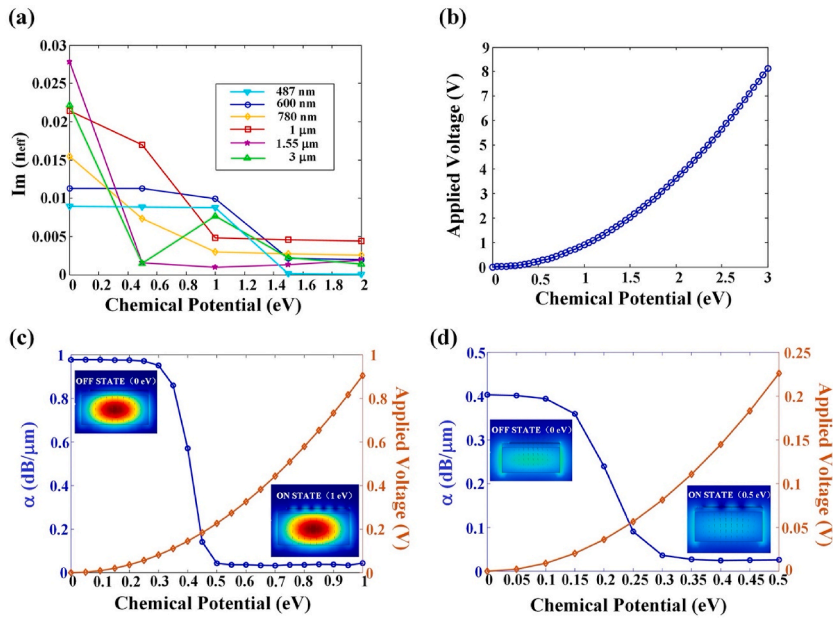 (a)
0.03
0.025
0.02
0.015
0.01
0.005
0
Im (neff)
487 nm
600 nm
780 nm
1 μm
1.55 μm
3 μm
0.0 0.2 0.4 0.6 0.8 1.0 1.2 1.4 1.6 1.8 2
Chemical Potential (eV)
(b)
9
8
7
6
5
4
3
2
1
0
Applied Voltage (V)
0 0.5 1 1.5 2 2.5 3
Chemical Potential (eV)
(c)
1
0.8
0.6
0.4
0.2
0
α (dB/μm)
OFF STATE (0 eV)
ON STATE (1 eV)
1
0.8
0.6
0.4
0.2
0
Applied Voltage (V)
0 0.1 0.2 0.3 0.4 0.5 0.6 0.7 0.8 0.9 1
Chemical Potential (eV)
(d)
0.5
0.4
0.3
0.2
0.1
0
α (dB/μm)
OFF STATE (0 eV)
ON STATE (0.5 eV)
0.25
0.2
0.15
0.1
0.05
0
Applied Voltage (V)
0 0.05 0.1 0.15 0.2 0.25 0.3 0.35 0.4 0.45 0.5
Chemical Potential (eV)